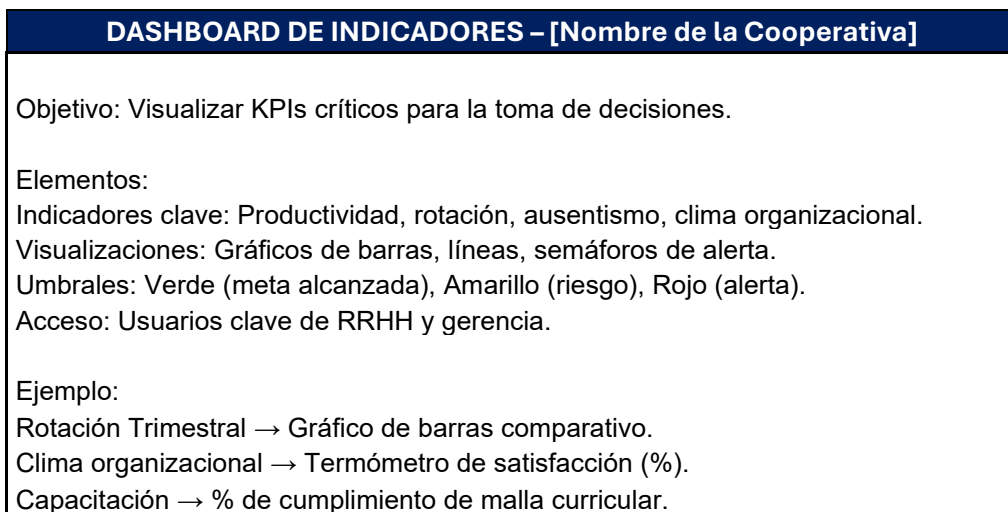 DASHBOARD DE INDICADORES – [Nombre de la Cooperativa]
Objetivo: Visualizar KPIs críticos para la toma de decisiones.
Elementos:
Indicadores clave: Productividad, rotación, ausentismo, clima organizacional.
Visualizaciones: Gráficos de barras, líneas, semáforos de alerta.
Umbrales: Verde (meta alcanzada), Amarillo (riesgo), Rojo (alerta).
Acceso: Usuarios clave de RRHH y gerencia.
Ejemplo:
Rotación Trimestral → Gráfico de barras comparativo.
Clima organizacional → Termómetro de satisfacción (%).
Capacitación → % de cumplimiento de malla curricular.